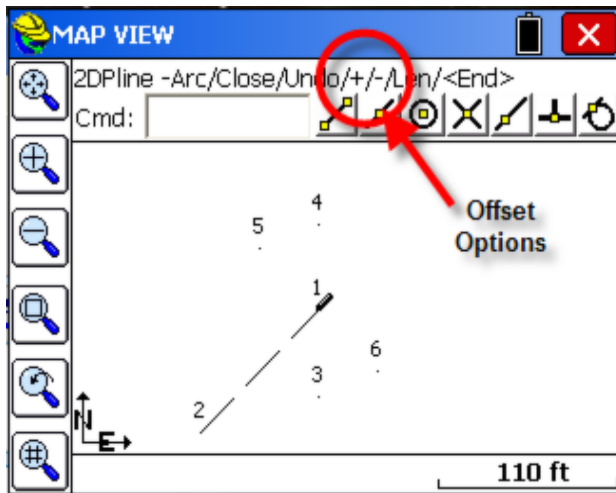 MAP VIEW
2DPline -Arc/Close/Undo/+/-/Len/<End>
Cmd:
4
5
Offset
Options
1
6
3
2
N
E
110 ft